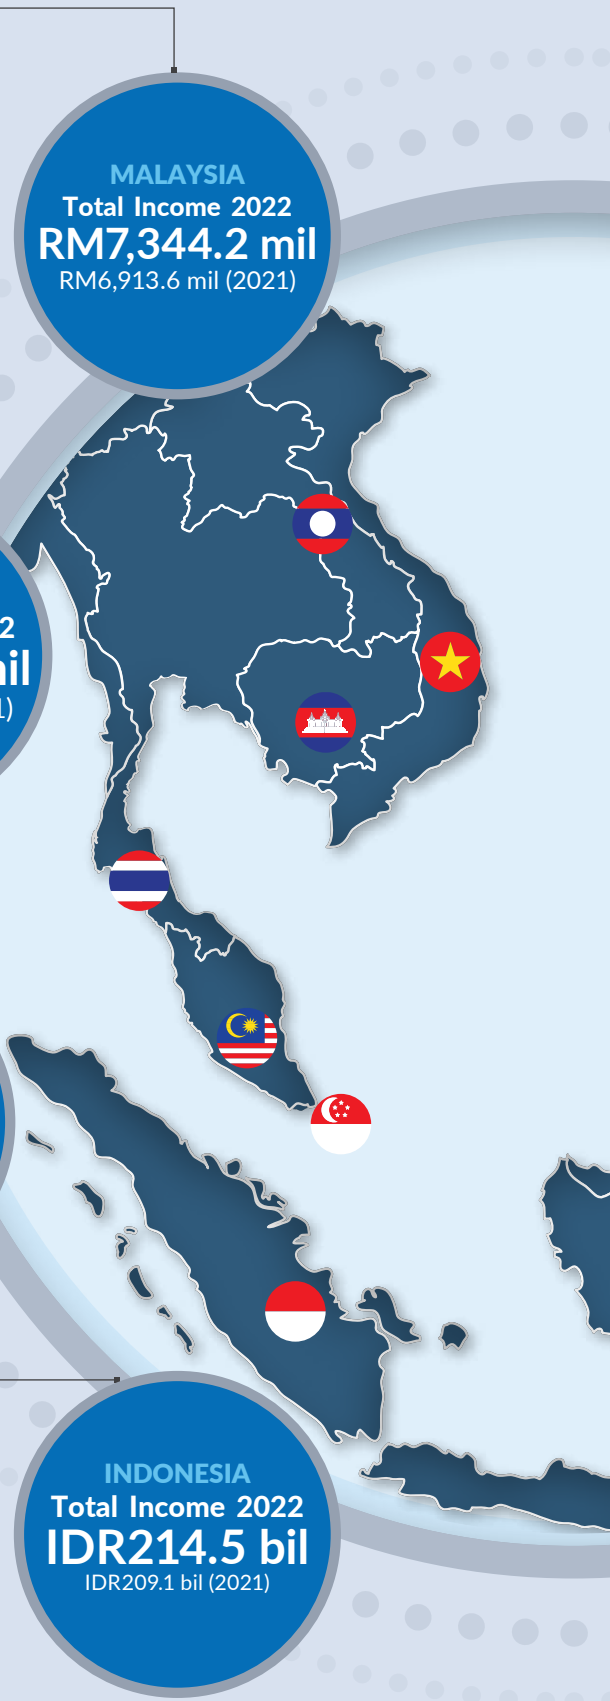 MALAYSIA
Total Income 2022
RM7,344.2 mil
RM6,913.6 mil (2021)
INDONESIA
Total Income 2022
IDR214.5 bil
IDR209.1 bil (2021)